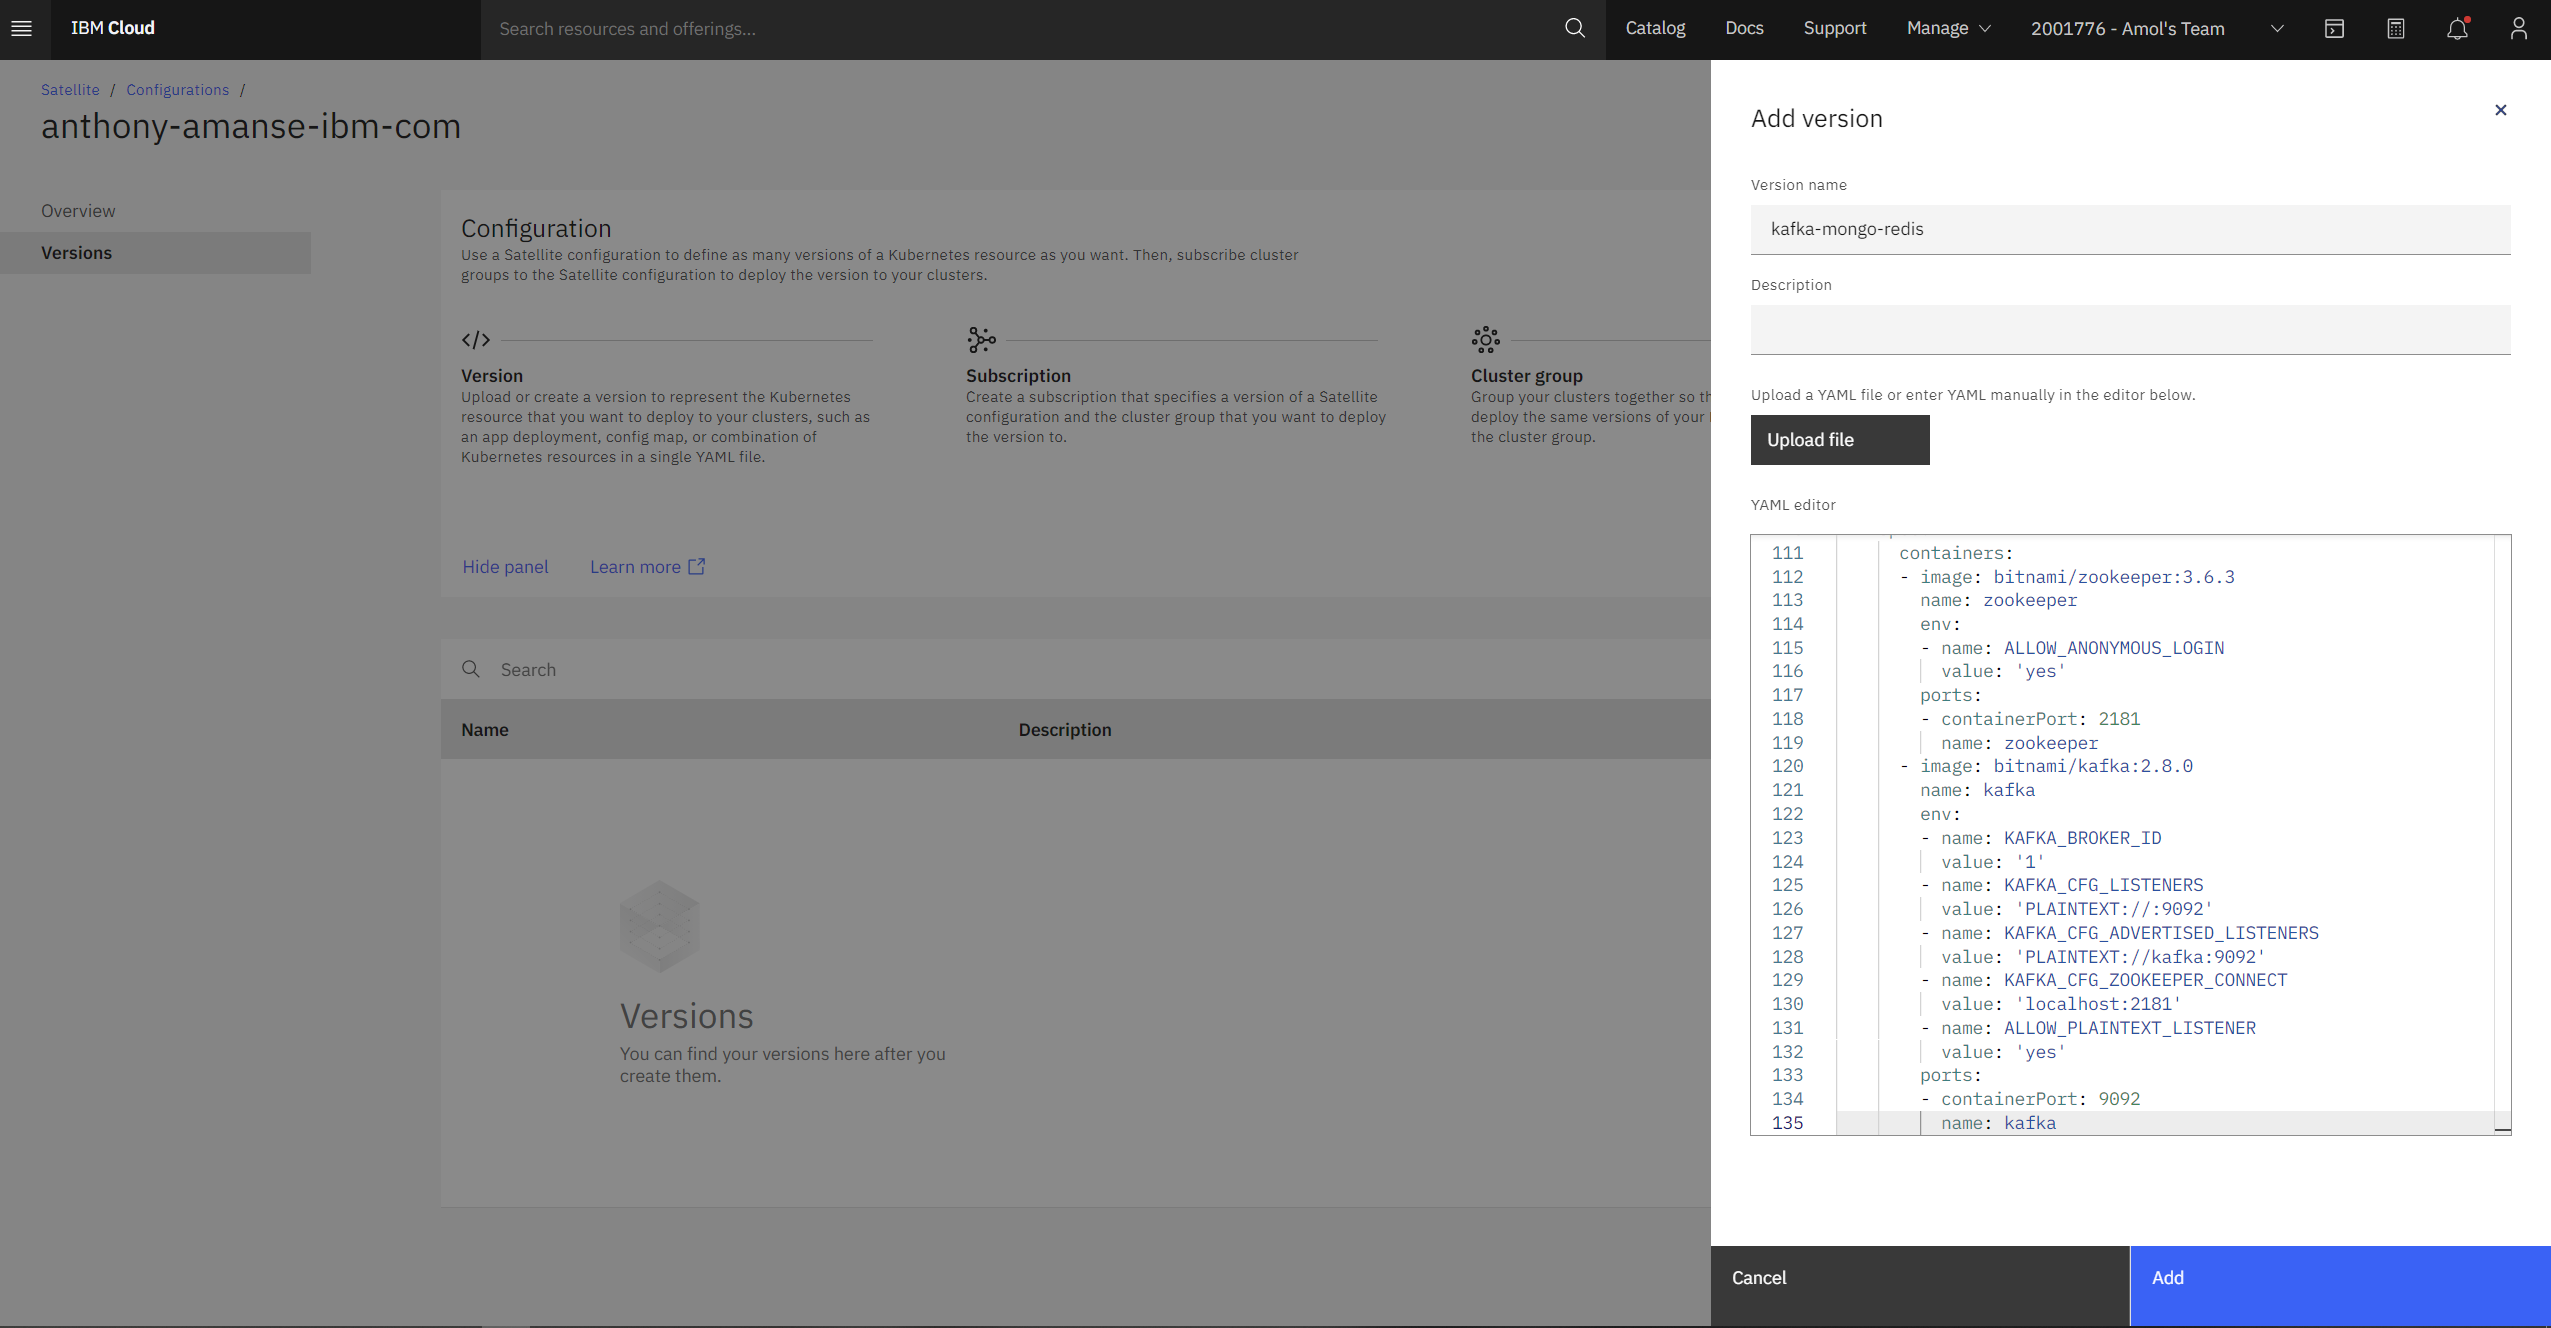 IBM Cloud
Search resources and offerings...
Catalog
Docs
Support
Manage
2001776 - Amol's Team
Satellite / Configurations /
anthony-amanse-ibm-com
Overview
Versions
Configuration
Use a Satellite configuration to define as many versions of a Kubernetes resource as you want. Then, subscribe cluster
groups to the Satellite configuration to deploy the version to your clusters.
Version
Upload or create a version to represent the Kubernetes
resource that you want to deploy to your clusters, such as
an app deployment, config map, or combination of
Kubernetes resources in a single YAML file.
Subscription
Create a subscription that specifies a version of a Satellite
configuration and the cluster group that you want to deploy
the version to.
Cluster group
Group your clusters together so
deploy the same versions of your
the cluster group.
Hide panel
Learn more
Search
Name
Description
Versions
You can find your versions here after you
create them.
Add version
Version name
kafka-mongo-redis
Description
Upload a YAML file or enter YAML manually in the editor below.
Upload file
YAML editor
111 containers:
112 - image: bitnami/zookeeper:3.6.3
113 name: zookeeper
114 env:
115 - name: ALLOW_ANONYMOUS_LOGIN
116 value: 'yes'
117 ports:
118 - containerPort: 2181
119 name: zookeeper
120 - image: bitnami/kafka:2.8.0
121 name: kafka
122 env:
123 - name: KAFKA_BROKER_ID
124 value: '1'
125 - name: KAFKA_CFG_LISTENERS
126 value: 'PLAINTEXT://:9092'
127 - name: KAFKA_CFG_ADVERTISED_LISTENERS
128 value: 'PLAINTEXT://kafka:9092'
129 - name: KAFKA_CFG_ZOOKEEPER_CONNECT
130 value: 'localhost:2181'
131 - name: ALLOW_PLAINTEXT_LISTENER
132 value: 'yes'
133 ports:
134 - containerPort: 9092
135 name: kafka
Cancel
Add